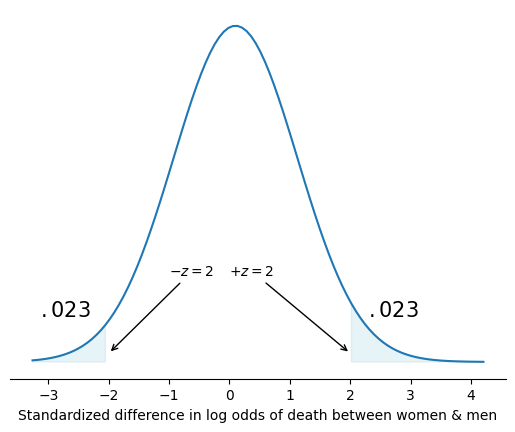 −z = 2 +z = 2
.023 .023
−3 −2 −1 0 1 2 3 4
Standardized difference in log odds of death between women & men